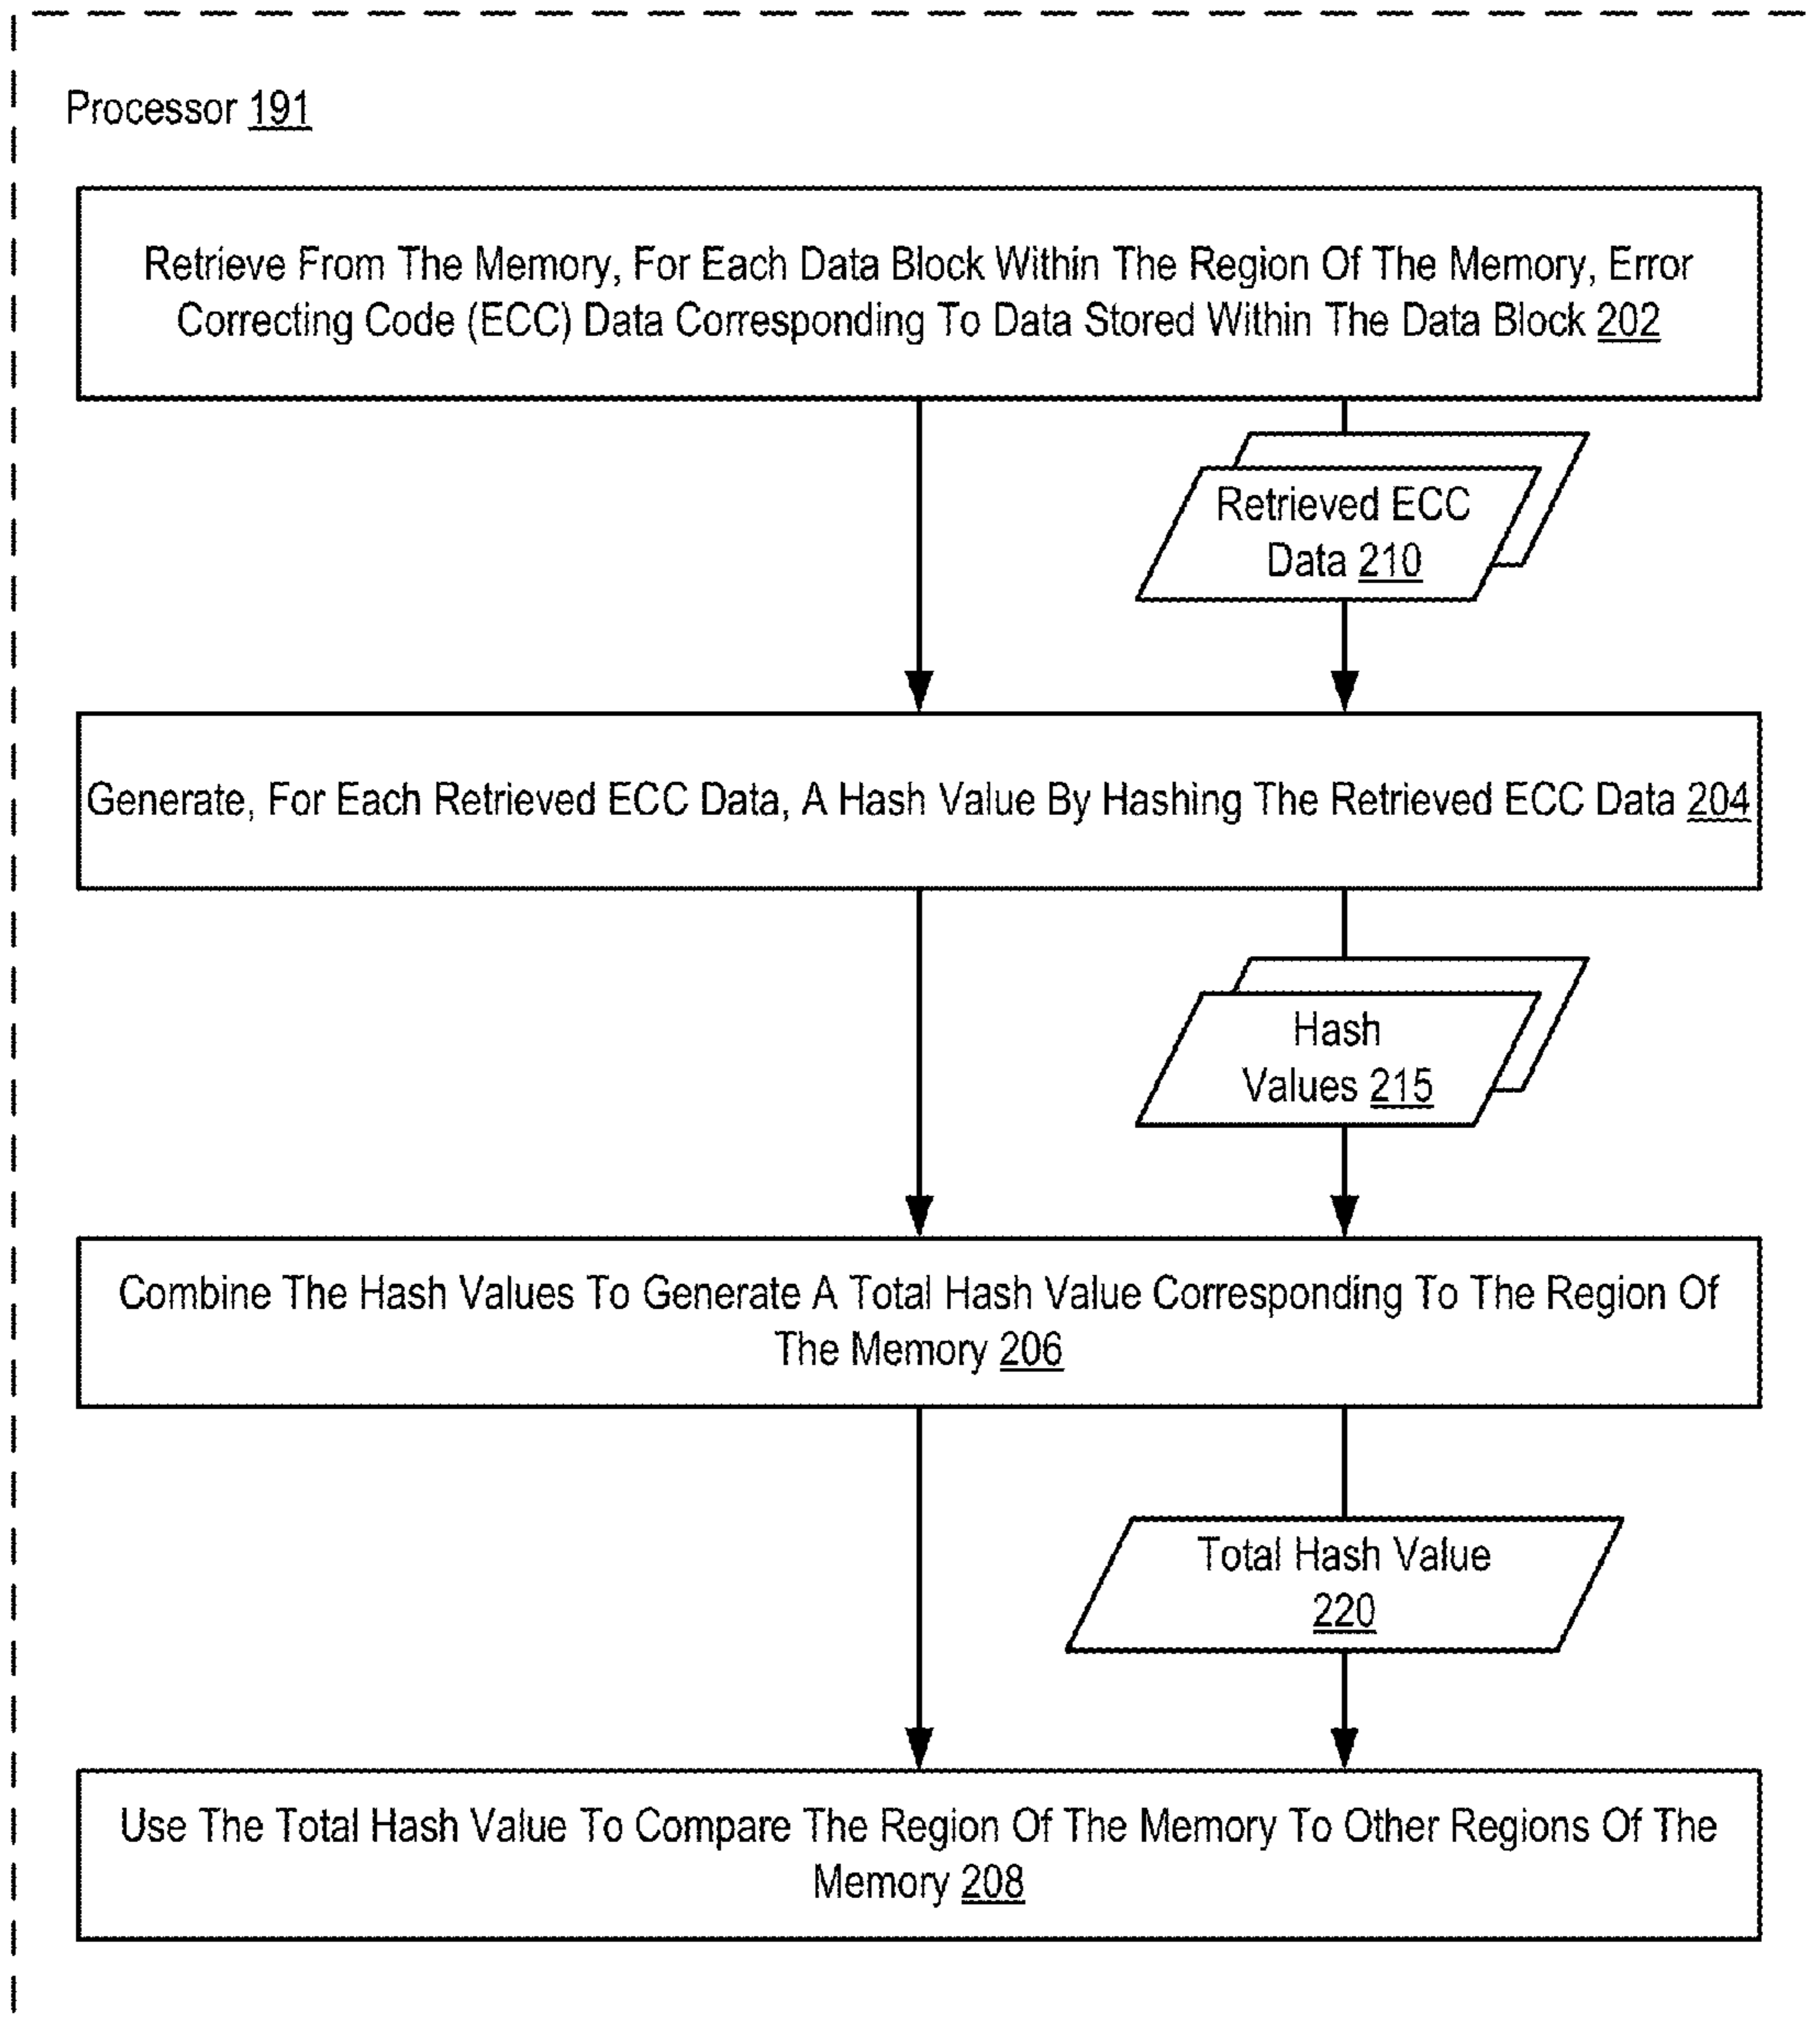 Processor 191
Retrieve From The Memory, For Each Data Block Within The Region Of The Memory, Error
Correcting Code (ECC) Data Corresponding To Data Stored Within The Data Block 202
Retrieved ECC
Data 210
Generate, For Each Retrieved ECC Data, A Hash Value By Hashing The Retrieved ECC Data 204
Hash
Values 215
Combine The Hash Values To Generate A Total Hash Value Corresponding To The Region Of
The Memory 206
Total Hash Value
220
Use The Total Hash Value To Compare The Region Of The Memory To Other Regions Of The
Memory 208